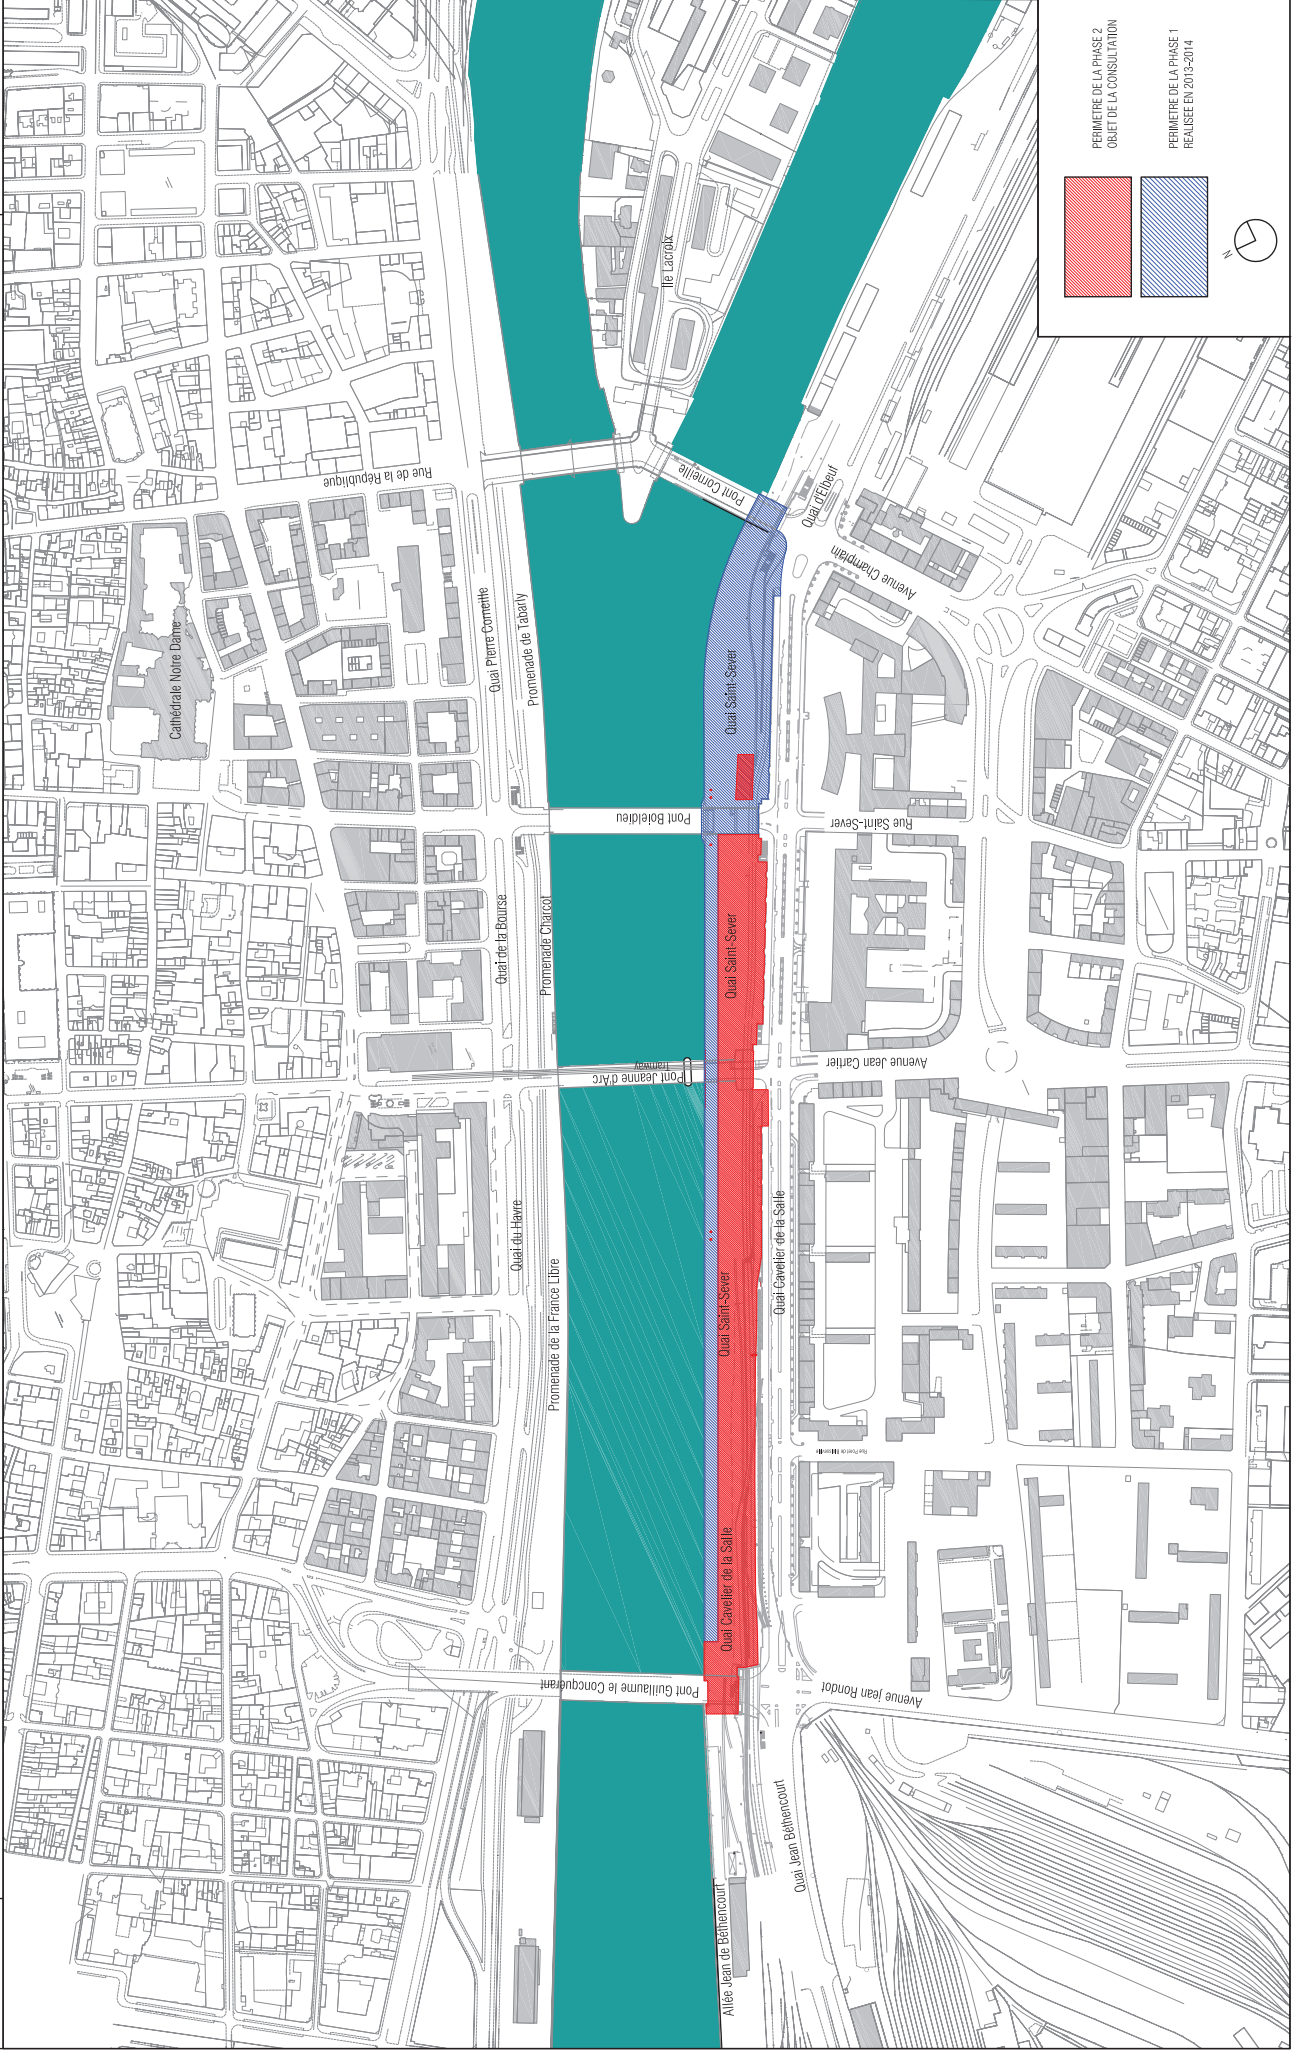 PERIMETRE DE LA PHASE 2
OBJET DE LA CONSULTATION
PERIMETRE DE LA PHASE 1
REALISEE EN 2013-2014
N
Ile Lacroix
Rue de la République
Pont Corneille
Quai d'Elbeuf
Avenue Champlain
Cathédrale Notre Dame
Quai Pierre Corneille
Promenade de Tabarly
Quai Saint-Sever
Pont Boieldieu
Rue Saint-Sever
Quai de la Bourse
Promenade Charcot
Quai Saint-Sever
Tramway
Pont Jeanne d'Arc
Avenue Jean Cartier
Quai du Havre
Promenade de la France Libre
Quai Saint-Sever
Quai Cavelier de la Salle
Quai Cavelier de la Salle
Pont Guillaume le Concquérant
Avenue jean Rondot
Quai Jean Béthencourt
Allée Jean de Béthencourt